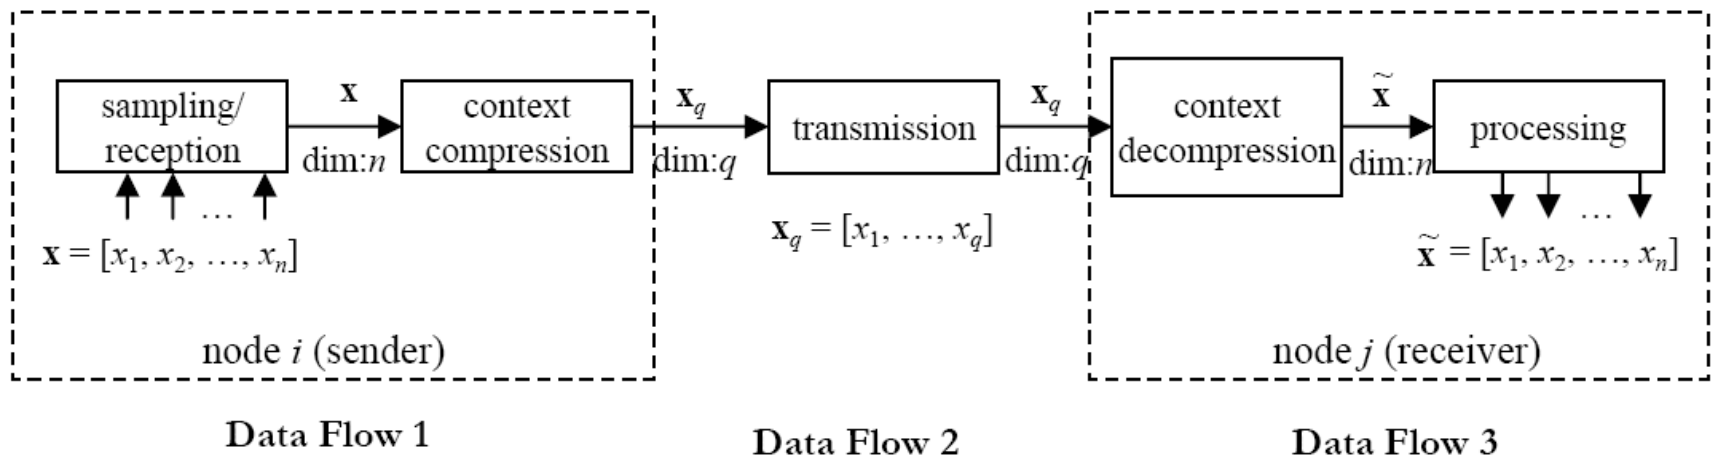 sampling/
reception
x
dim:n
context
compression
x_q
dim:q
transmission
x_q
dim:q
context
decompression
x̃
dim:n
processing
...
x = [x_1, x_2, ..., x_n]
x_q = [x_1, ..., x_q]
...
x̃ = [x_1, x_2, ..., x_n]
node i (sender)
node j (receiver)
Data Flow 1
Data Flow 2
Data Flow 3